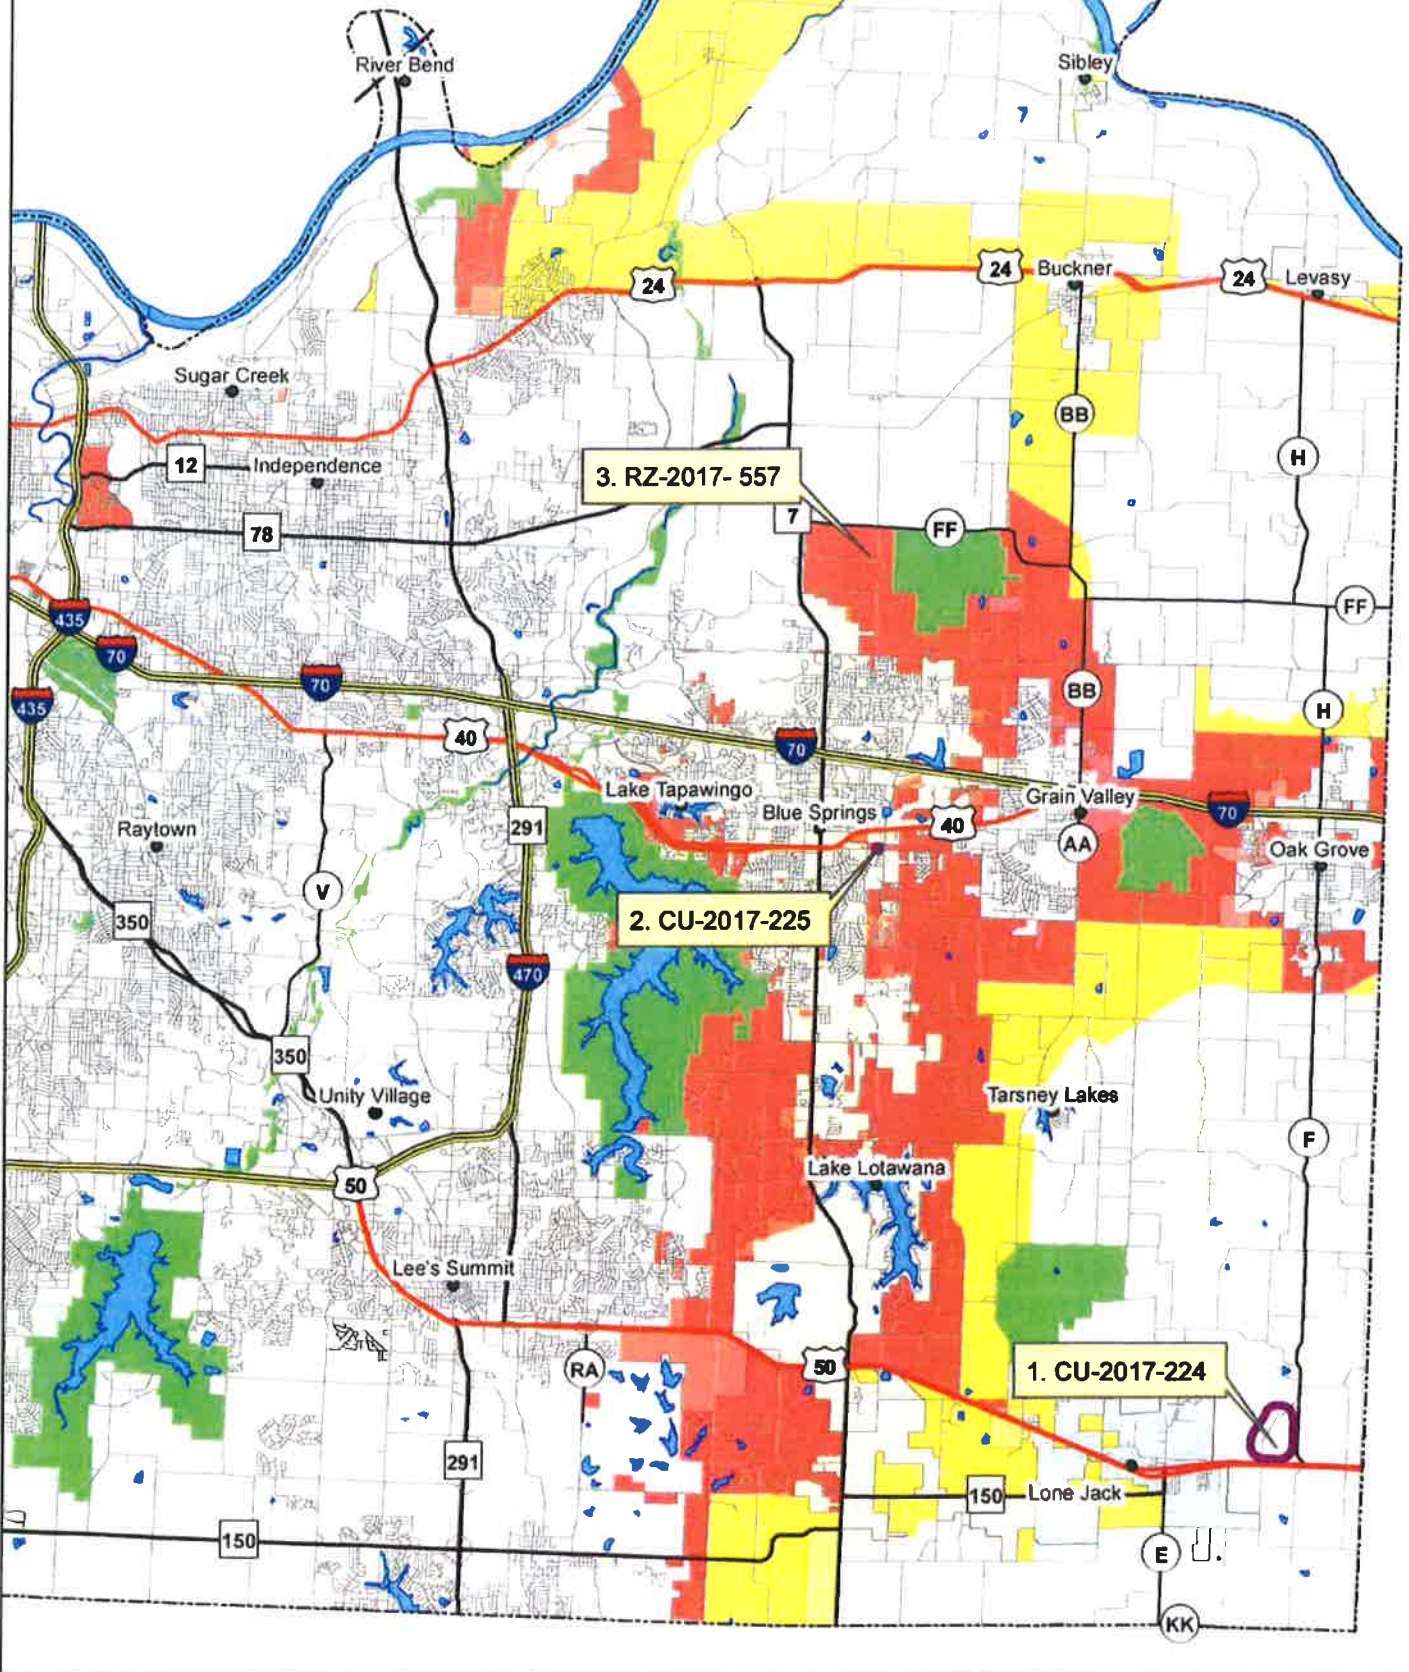 River Bend
Sibley
24
24
Buckner
24
Levasy
Sugar Creek
BB
12
Independence
H
3. RZ-2017- 557
7
78
FF
FF
435
70
70
435
BB
H
40
70
Lake Tapawingo
Blue Springs
Grain Valley
40
70
291
Raytown
AA
Oak Grove
V
350
2. CU-2017-225
470
350
Unity Village
Tarsney Lakes
F
Lake Lotawana
50
Lee's Summit
RA
50
1. CU-2017-224
291
150
Lone Jack
150
E
KK